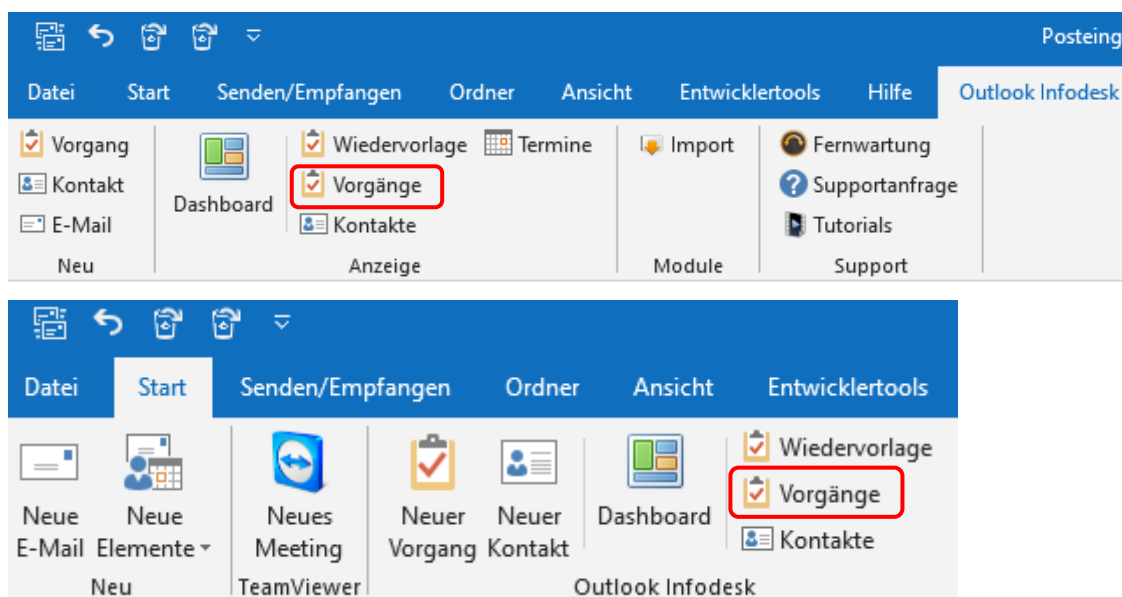 Posteing
Datei Start Senden/Empfangen Ordner Ansicht Entwicklertools Hilfe Outlook Infodesk
Vorgang
Kontakt
E-Mail
Neu
Dashboard
Wiedervorlage
Vorgänge
Kontakte
Termine
Anzeige
Import
Module
Fernwartung
Supportanfrage
Tutorials
Support
Datei Start Senden/Empfangen Ordner Ansicht Entwicklertools
Neue
E-Mail
Neue
Elemente
Neu
Neues
Meeting
TeamViewer
Neuer
Vorgang
Neuer
Kontakt
Dashboard
Wiedervorlage
Vorgänge
Kontakte
Outlook Infodesk